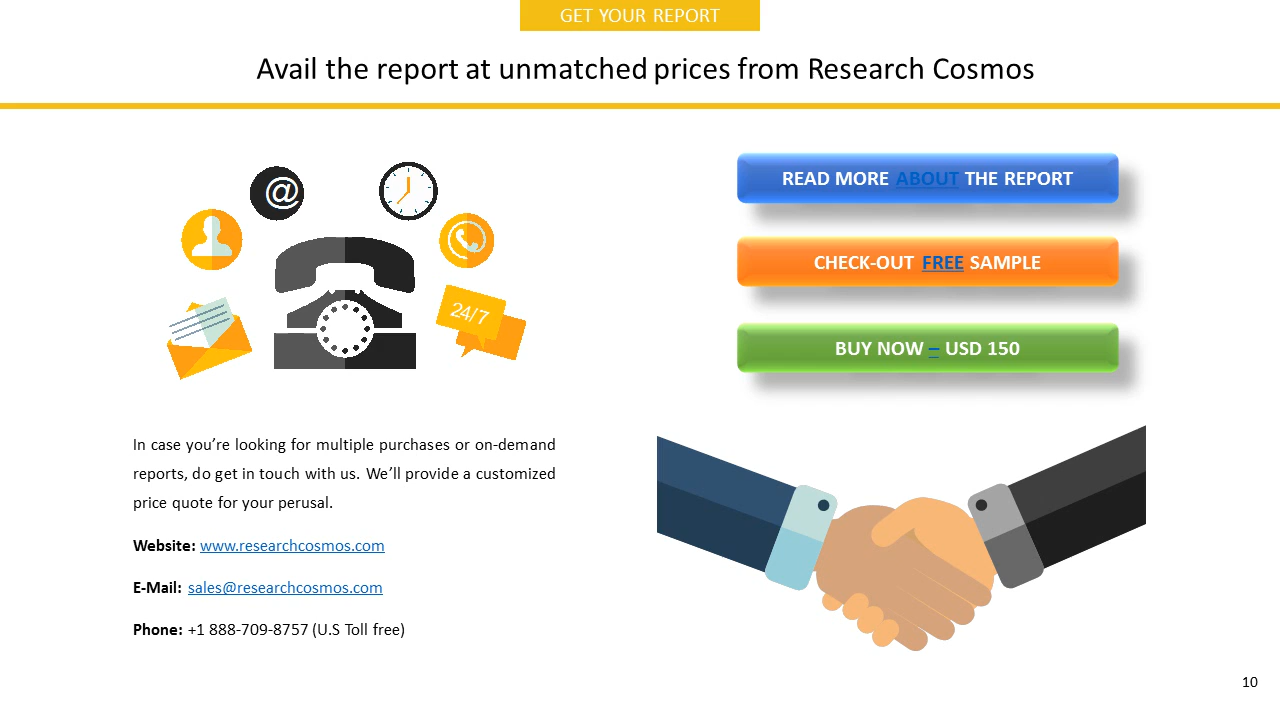 GET YOUR REPORT
Avail the report at unmatched prices from Research Cosmos
@
24/7
READ MORE ABOUT THE REPORT
CHECK-OUT FREE SAMPLE
BUY NOW – USD 150
In case you’re looking for multiple purchases or on-demand
reports, do get in touch with us. We’ll provide a customized
price quote for your perusal.
Website: www.researchcosmos.com
E-Mail: sales@researchcosmos.com
Phone: +1 888-709-8757 (U.S Toll free)
10